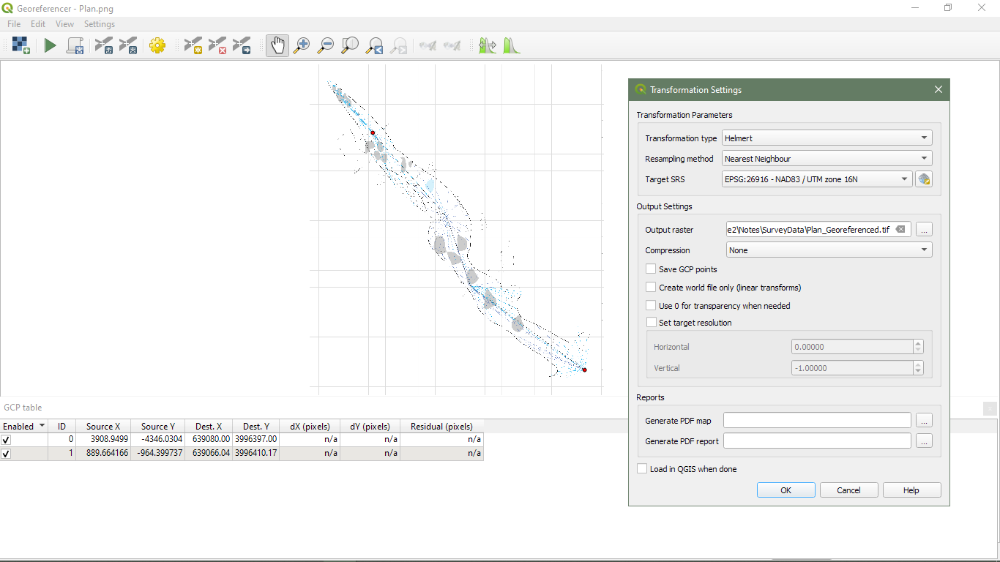 Georeferencer - Plan.png
File Edit View Settings
Transformation Settings
Transformation Parameters
Transformation type Helmert
Resampling method Nearest Neighbour
Target SRS EPSG:26916 - NAD83 / UTM zone 16N
Output Settings
Output raster e2\Notes\SurveyData\Plan_Georeferenced.tif ...
Compression None
Save GCP points
Create world file only (linear transforms)
Use 0 for transparency when needed
Set target resolution
Horizontal 0.00000
Vertical -1.00000
Reports
Generate PDF map ...
Generate PDF report ...
Load in QGIS when done
OK Cancel Help
GCP table
Enabled ID Source X Source Y Dest. X Dest. Y dX (pixels) dY (pixels) Residual (pixels)
0 3908.9499 -4346.0304 639080.00 3996397.00 n/a n/a n/a
1 889.664166 -964.399737 639066.04 3996410.17 n/a n/a n/a